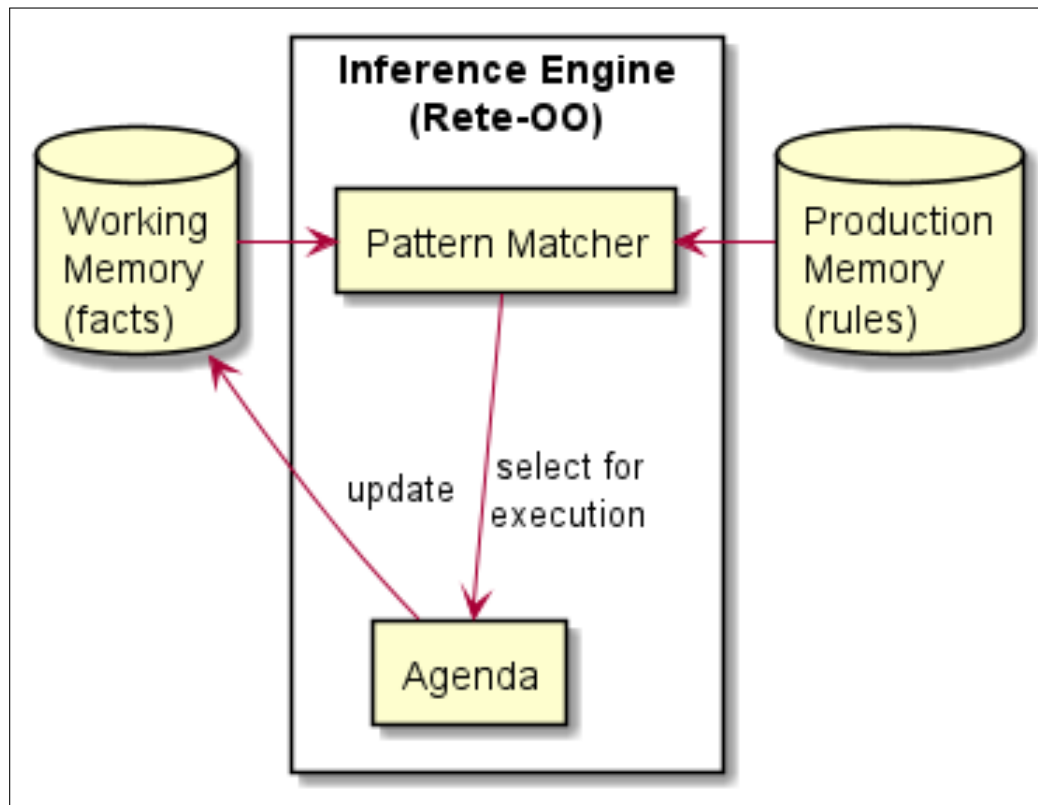 Inference Engine
(Rete-OO)
Working
Memory
(facts)
Pattern Matcher
Production
Memory
(rules)
update
select for
execution
Agenda